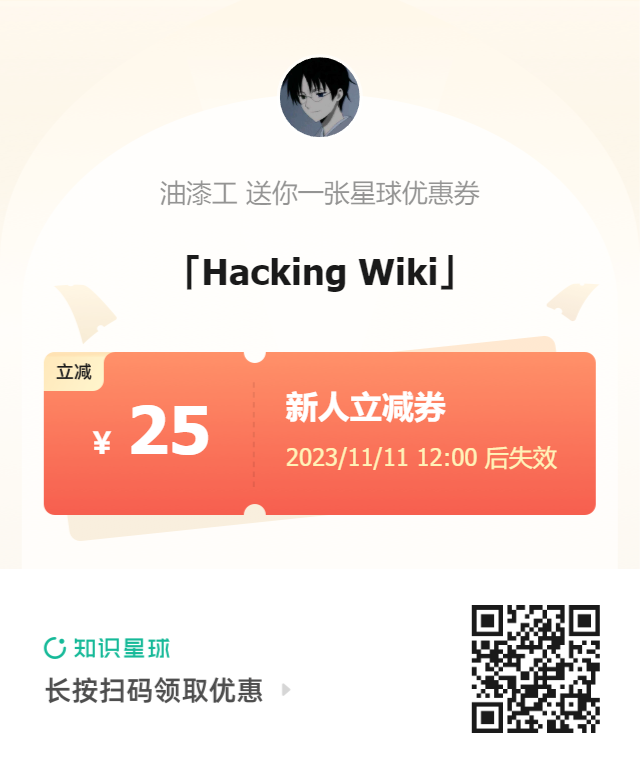 油漆工 送你一张星球优惠券
「Hacking Wiki」
立减
¥ 25
新人立减券
2023/11/11 12:00 后失效
知识星球
长按扫码领取优惠